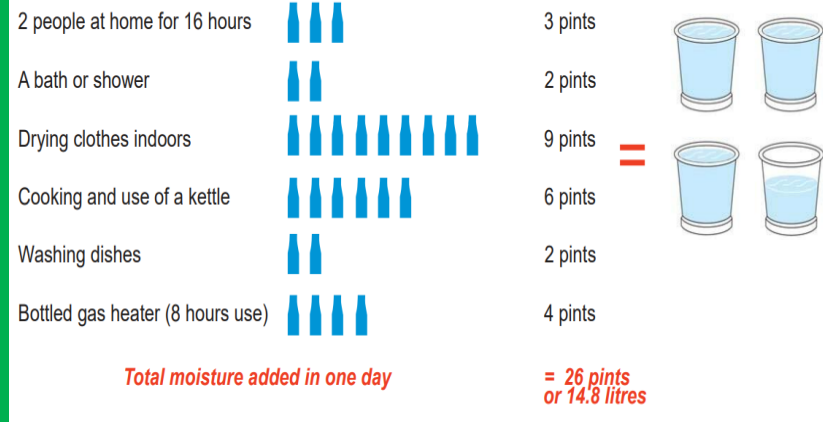 2 people at home for 16 hours 3 pints
A bath or shower 2 pints
Drying clothes indoors 9 pints
=
Cooking and use of a kettle 6 pints
Washing dishes 2 pints
Bottled gas heater (8 hours use) 4 pints
Total moisture added in one day = 26 pints
or 14.8 litres